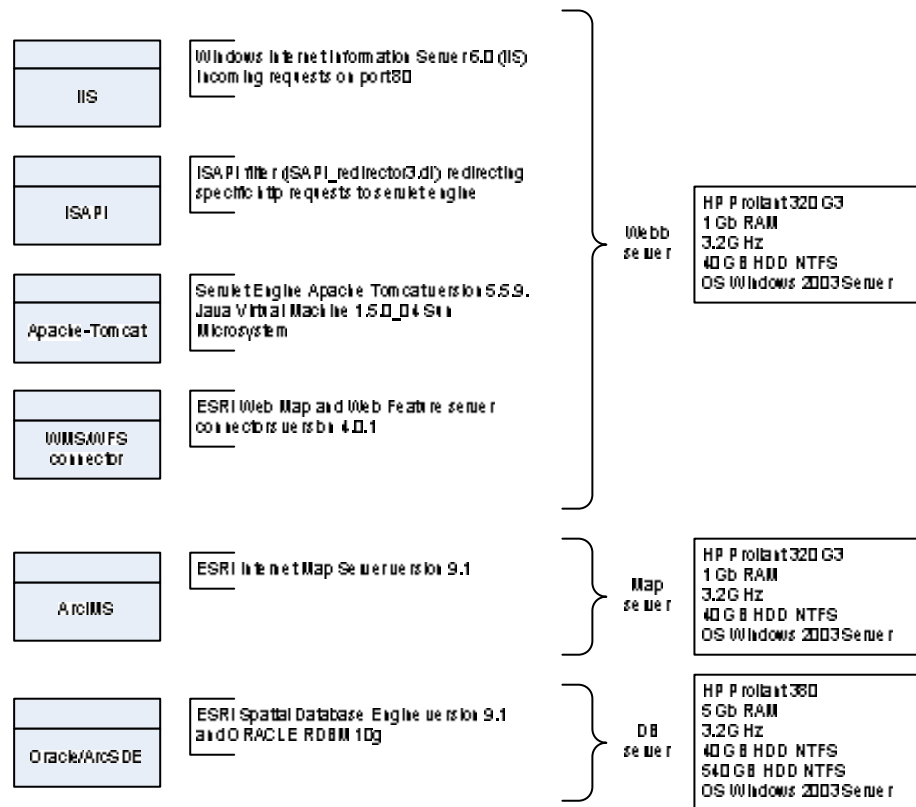 IIS
Windows Internet Information Server 6.0 (IIS)
Incoming requests on port 80
ISAPI
ISAPI filter (ISAPI_redirector3.dl) redirecting
specific http requests to servlet engine
Apache-Tomcat
Servlet Engine Apache Tomcat version 5.5.9.
Java Virtual Machine 1.5.0_04 Sun
Microsystem
WMS/WFS
connector
ESRI Web Map and Web Feature server
connectors version 4.0.1
Webb
server
HP Proliant 320 G3
1 Gb RAM
3.2G Hz
40 GB HDD NTFS
OS Windows 2003 Server
ArcIMS
ESRI Internet Map Server version 9.1
Map
server
HP Proliant 320 G3
1 Gb RAM
3.2G Hz
40 GB HDD NTFS
OS Windows 2003 Server
Oracle/ArcSDE
ESRI Spatial Database Engine version 9.1
and ORACLE RDBM 10g
DB
server
HP Proliant 380
5 Gb RAM
3.2G Hz
40 GB HDD NTFS
540 GB HDD NTFS
OS Windows 2003 Server